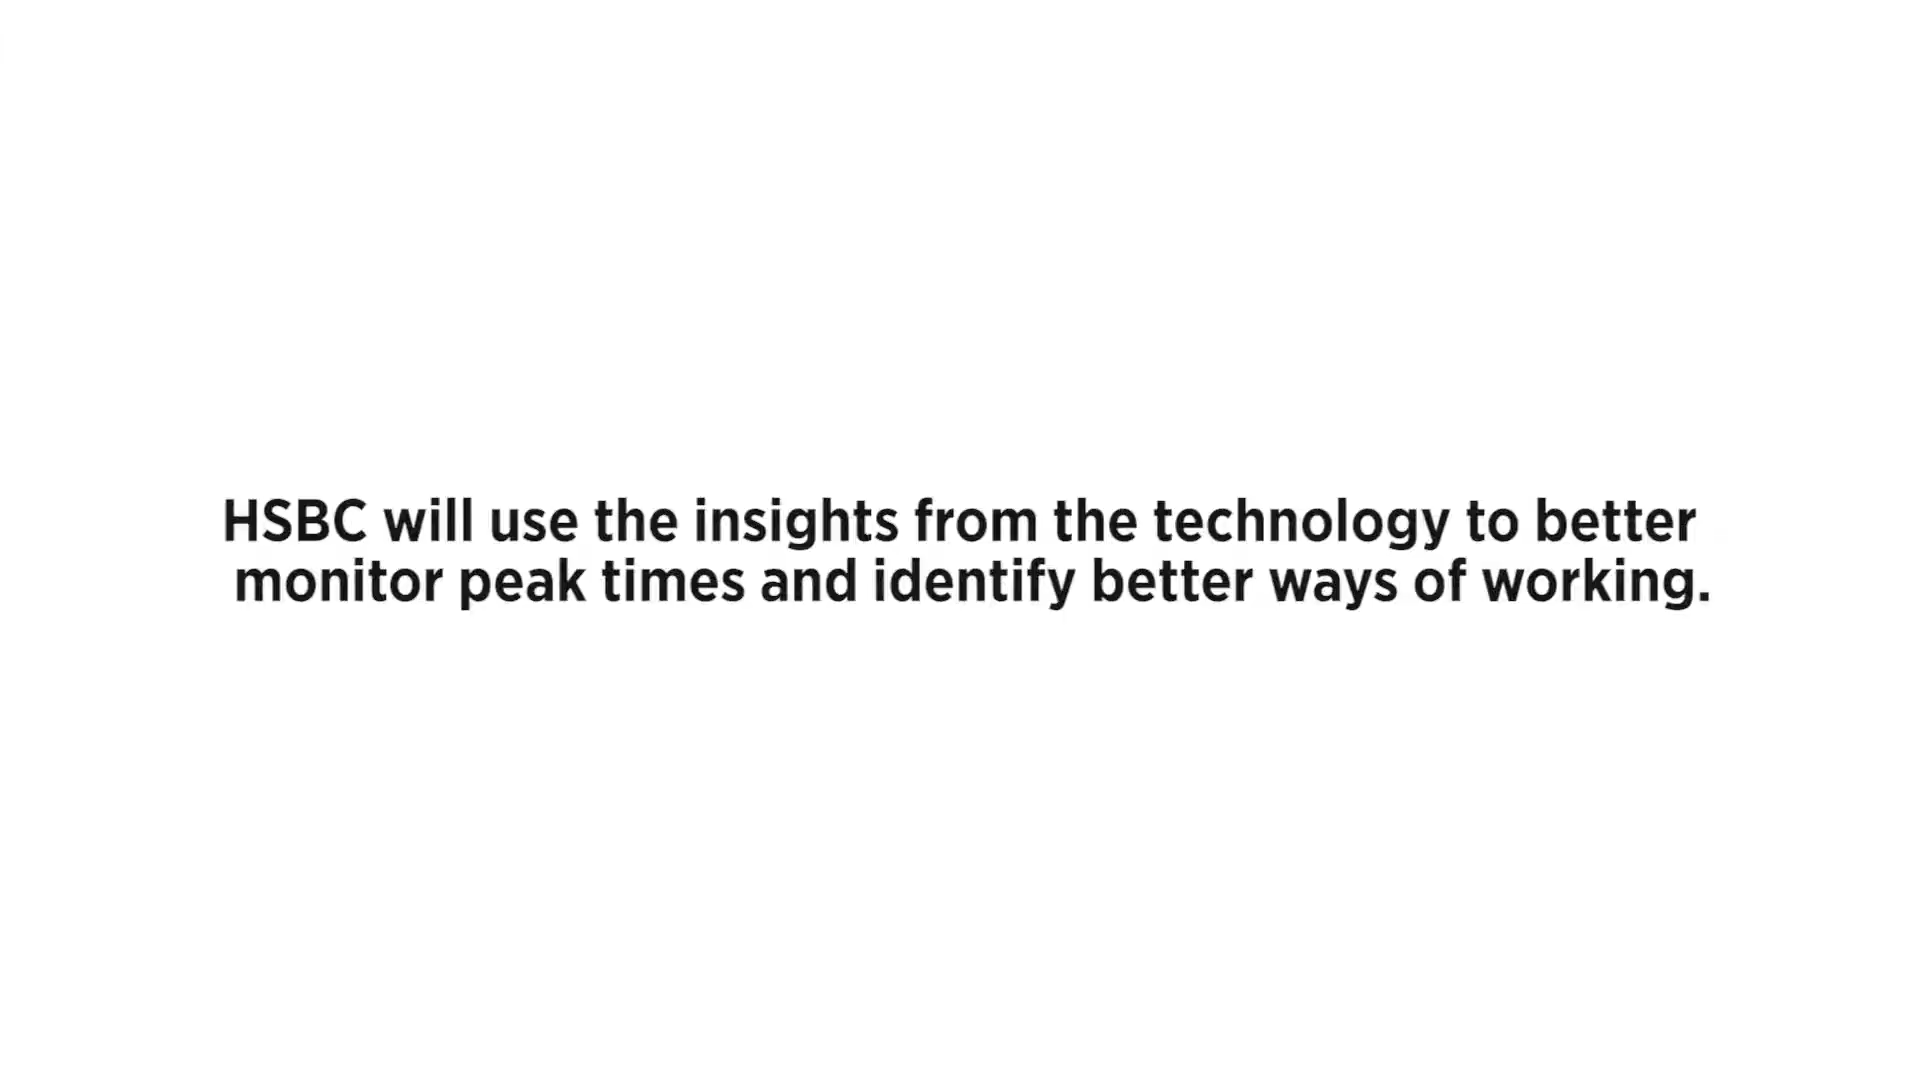 HSBC will use the insights from the technology to better
monitor peak times and identify better ways of working.